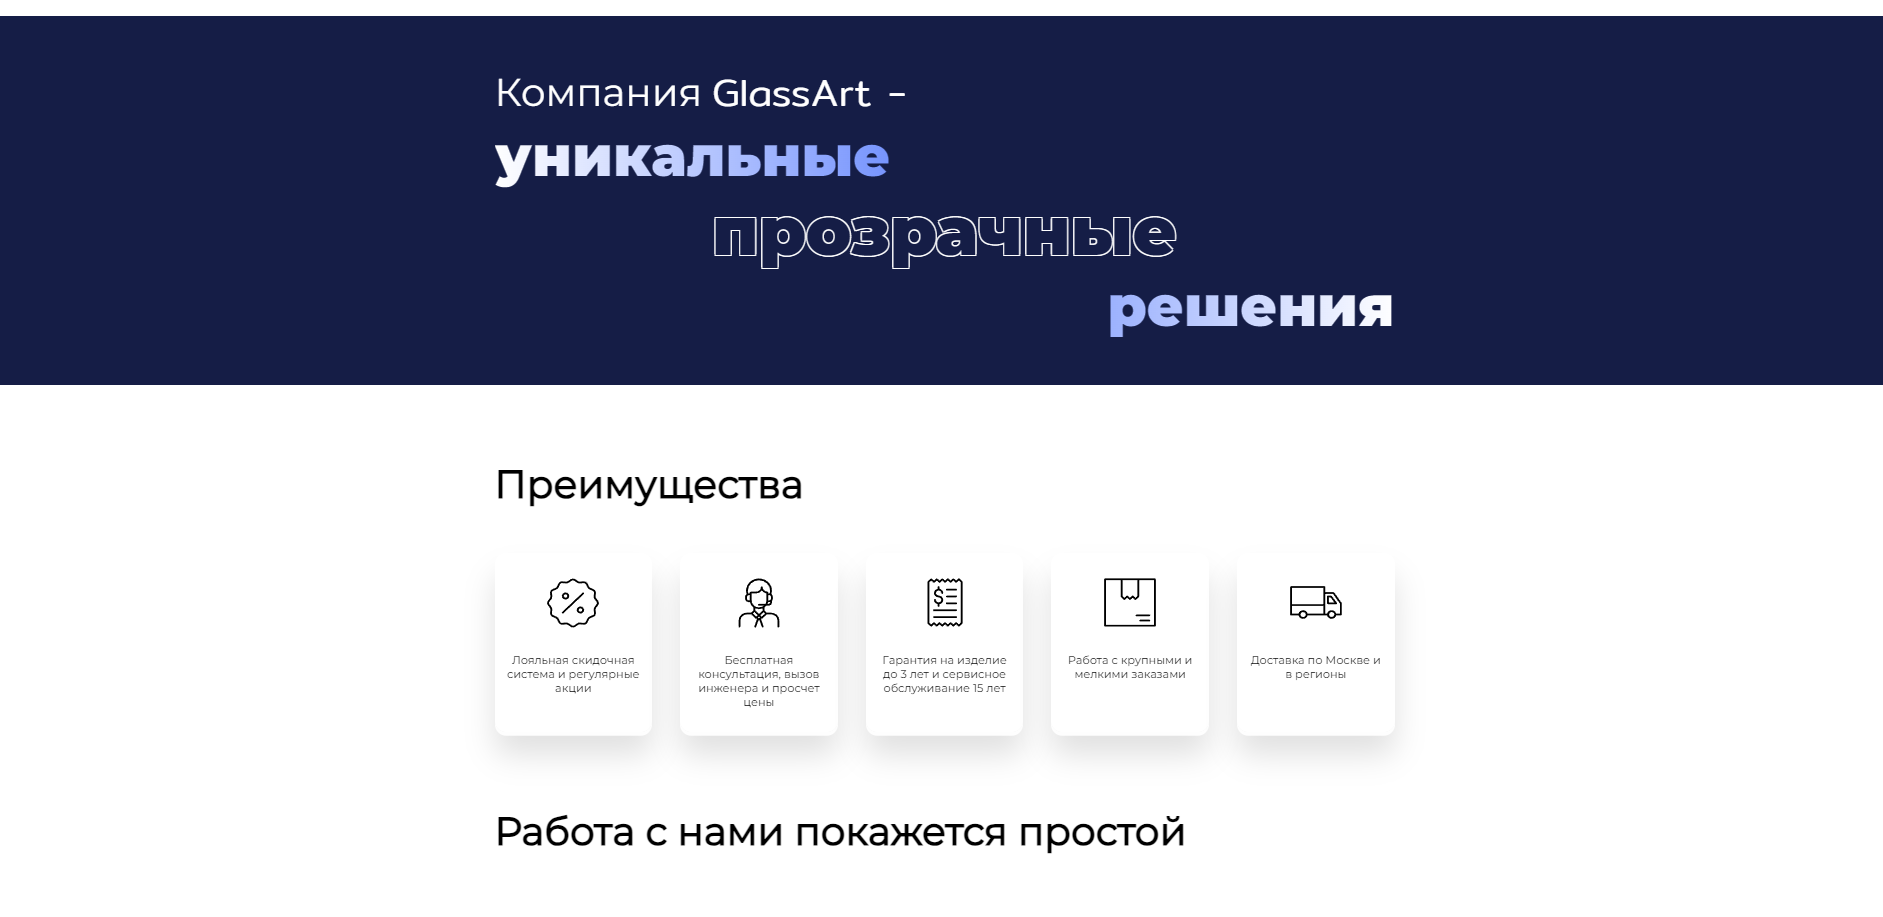 Компания GlassArt -
уникальные
прозрачные
решения
Преимущества
Лояльная скидочная
система и регулярные
акции
Бесплатная
консультация, вызов
инженера и просчет
цены
Гарантия на изделие
до 3 лет и сервисное
обслуживание 15 лет
Работа с крупными и
мелкими заказами
Доставка по Москве и
в регионы
Работа с нами покажется простой